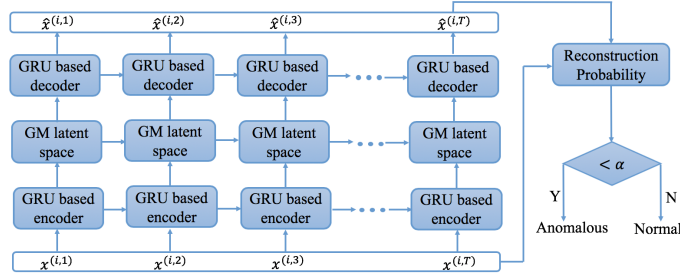 x̂^(i,1) x̂^(i,2) x̂^(i,3) x̂^(i,T)
GRU based decoder
GRU based decoder
GRU based decoder
• • •
GRU based decoder
Reconstruction
Probability
GM latent space
GM latent space
GM latent space
• • •
GM latent space
< α
GRU based encoder
GRU based encoder
GRU based encoder
• • •
GRU based encoder
Y
N
Anomalous
Normal
x^(i,1) x^(i,2) x^(i,3) x^(i,T)